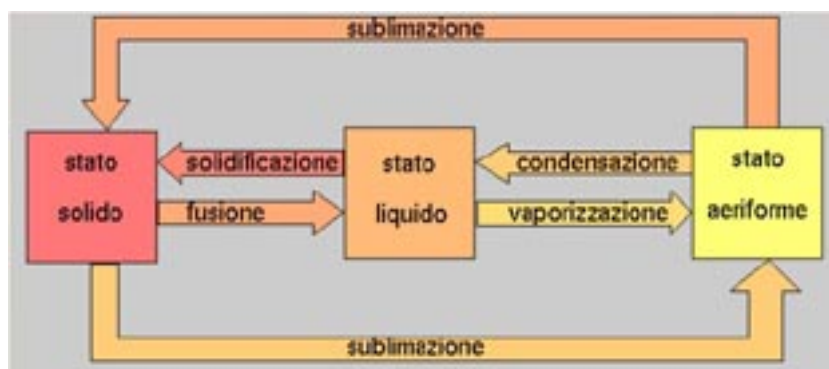 sublimazione
stato
solido
solidificazione
fusione
stato
liquido
condensazione
vaporizzazione
stato
aeriforme
sublimazione